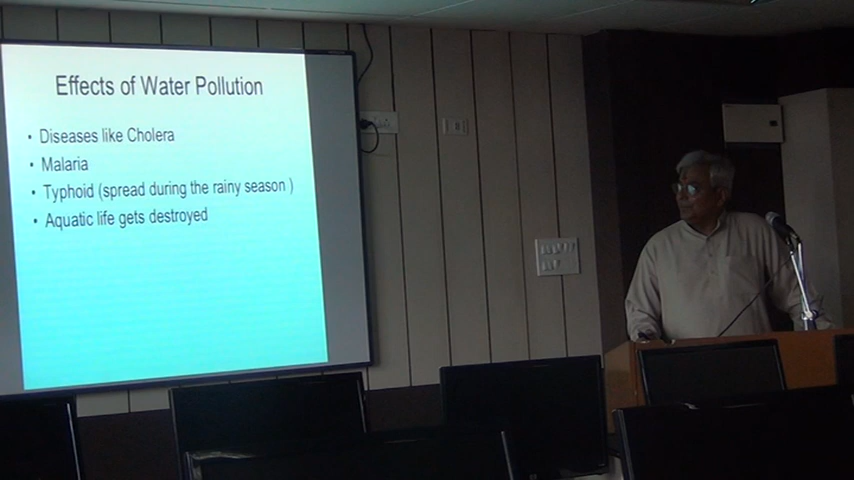 Effects of Water Pollution
• Diseases like Cholera
• Malaria
• Typhoid (spread during the rainy season )
• Aquatic life gets destroyed